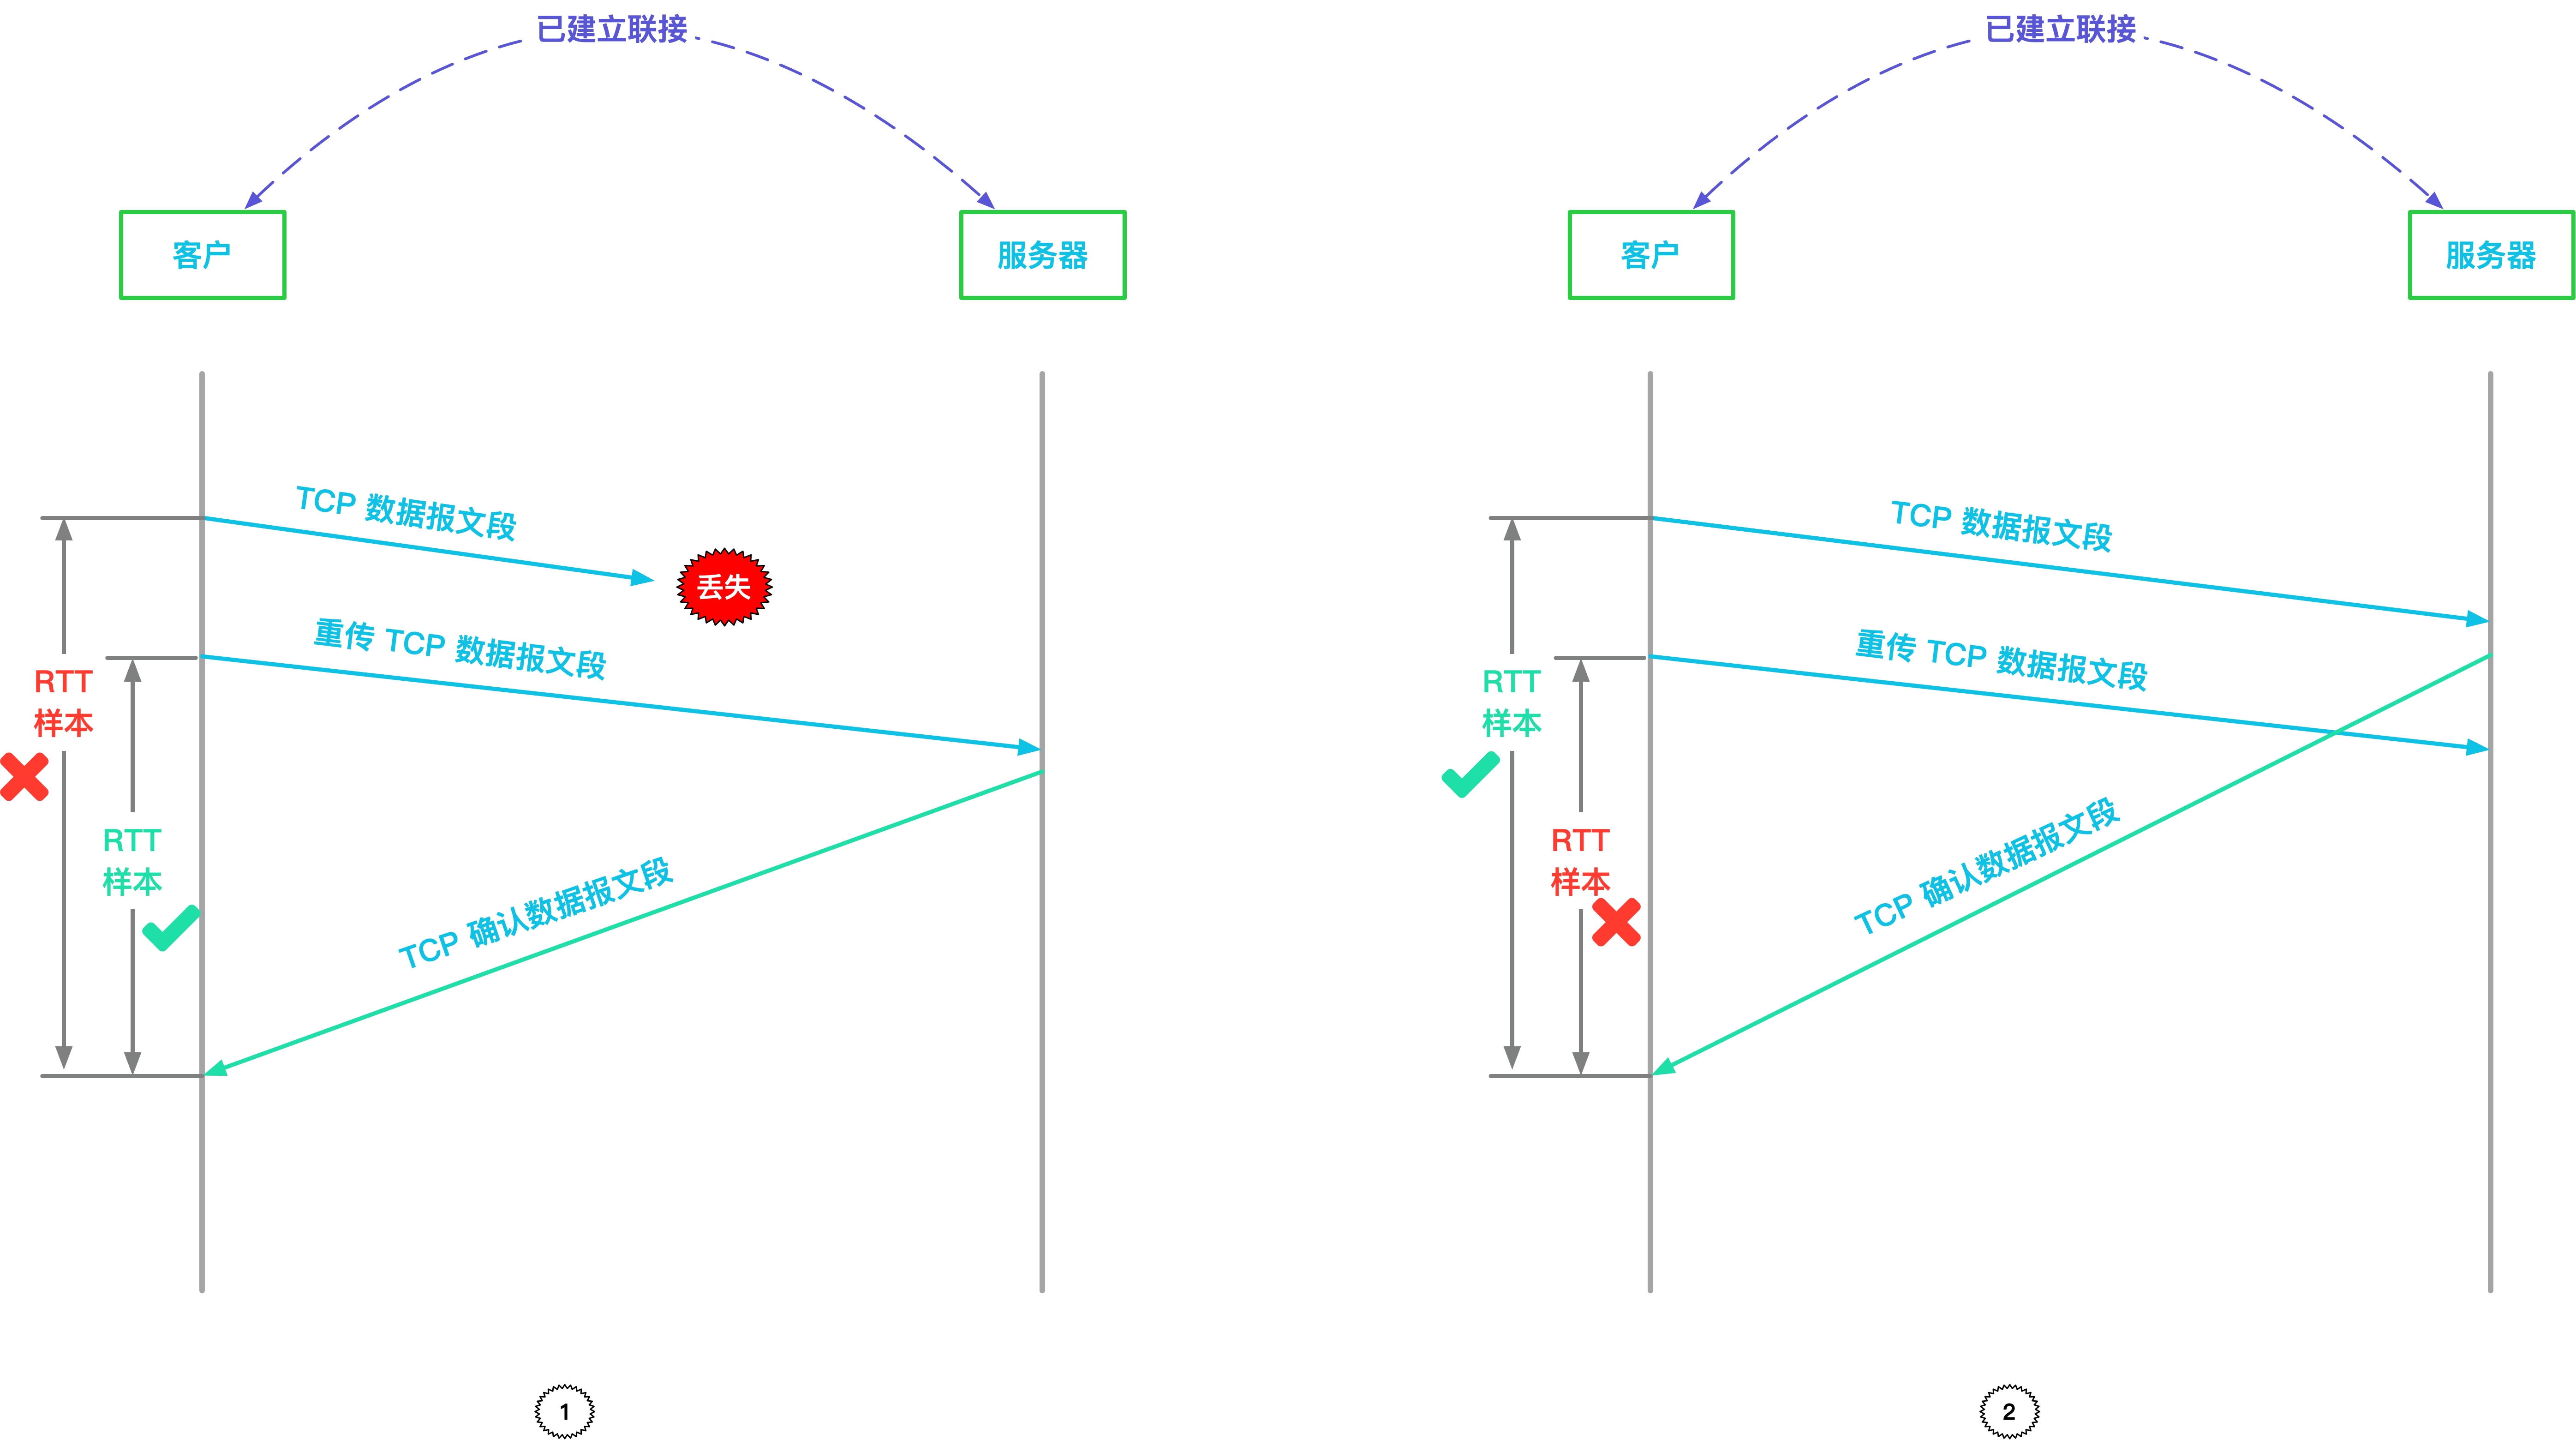 已建立联接
客户
服务器
TCP 数据报文段
丢失
重传 TCP 数据报文段
RTT
样本
RTT
样本
TCP 确认数据报文段
1
已建立联接
客户
服务器
TCP 数据报文段
重传 TCP 数据报文段
RTT
样本
RTT
样本
TCP 确认数据报文段
2